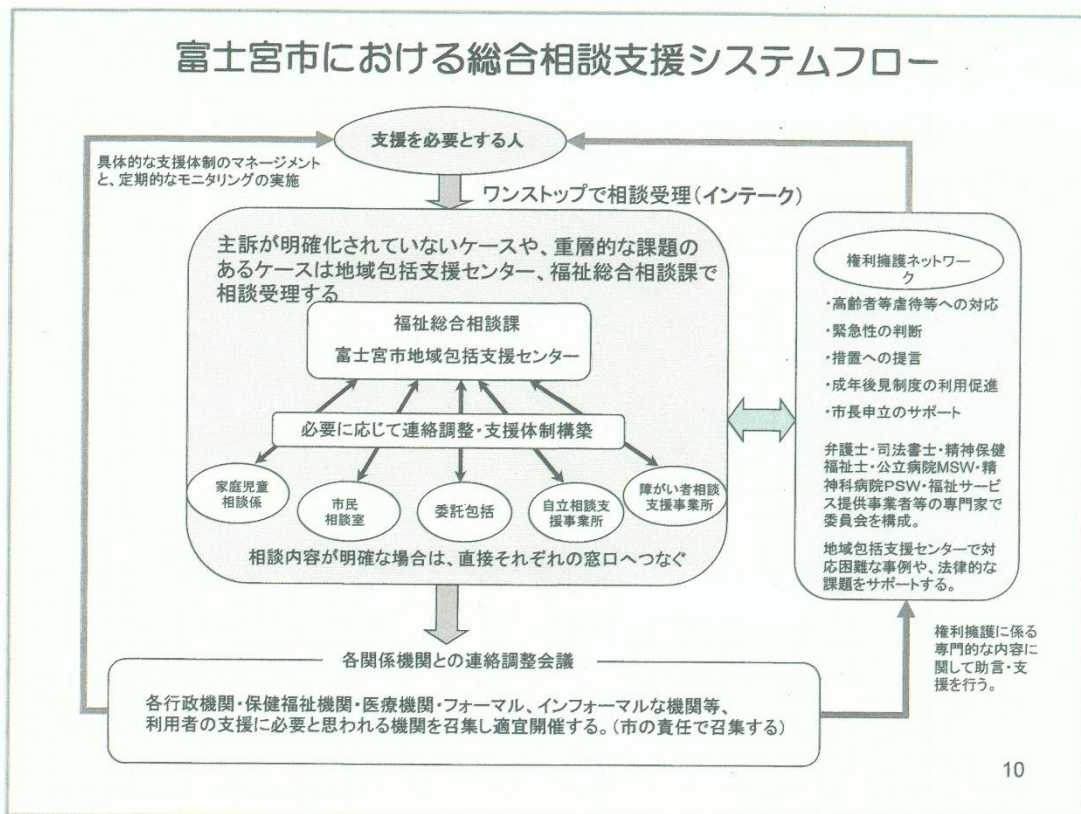 富士宮市における総合相談支援システムフロー
支援を必要とする人
具体的な支援体制のマネージメント
と、定期的なモニタリングの実施
ワンストップで相談受理(インテーク)
主訴が明確化されていないケースや、重層的な課題の
あるケースは地域包括支援センター、福祉総合相談課で
相談受理する
福祉総合相談課
富士宮市地域包括支援センター
必要に応じて連絡調整・支援体制構築
家庭児童
相談係
市民
相談室
委託包括
自立相談支
援事業所
障がい者相談
支援事業所
相談内容が明確な場合は、直接それぞれの窓口へつなぐ
権利擁護ネットワー
ク
・高齢者等虐待等への対応
・緊急性の判断
・措置への提言
・成年後見制度の利用促進
・市長申立のサポート
弁護士・司法書士・精神保健
福祉士・公立病院MSW・精
神科病院PSW・福祉サービ
ス提供事業者等の専門家で
委員会を構成。
地域包括支援センターで対
応困難な事例や、法律的な
課題をサポートする。
権利擁護に係る
専門的な内容に
関して助言・支
援を行う。
各関係機関との連絡調整会議
各行政機関・保健福祉機関・医療機関・フォーマル、インフォーマルな機関等、
利用者の支援に必要と思われる機関を召集し適宜開催する。(市の責任で召集する)
10